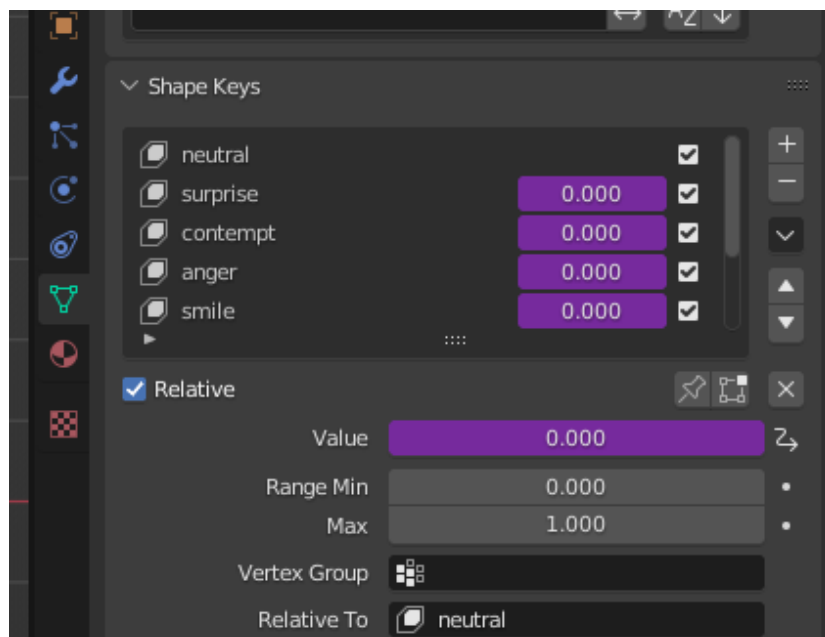 Shape Keys
neutral
surprise 0.000
contempt 0.000
anger 0.000
smile 0.000
Relative
Value 0.000
Range Min 0.000
Max 1.000
Vertex Group
Relative To neutral